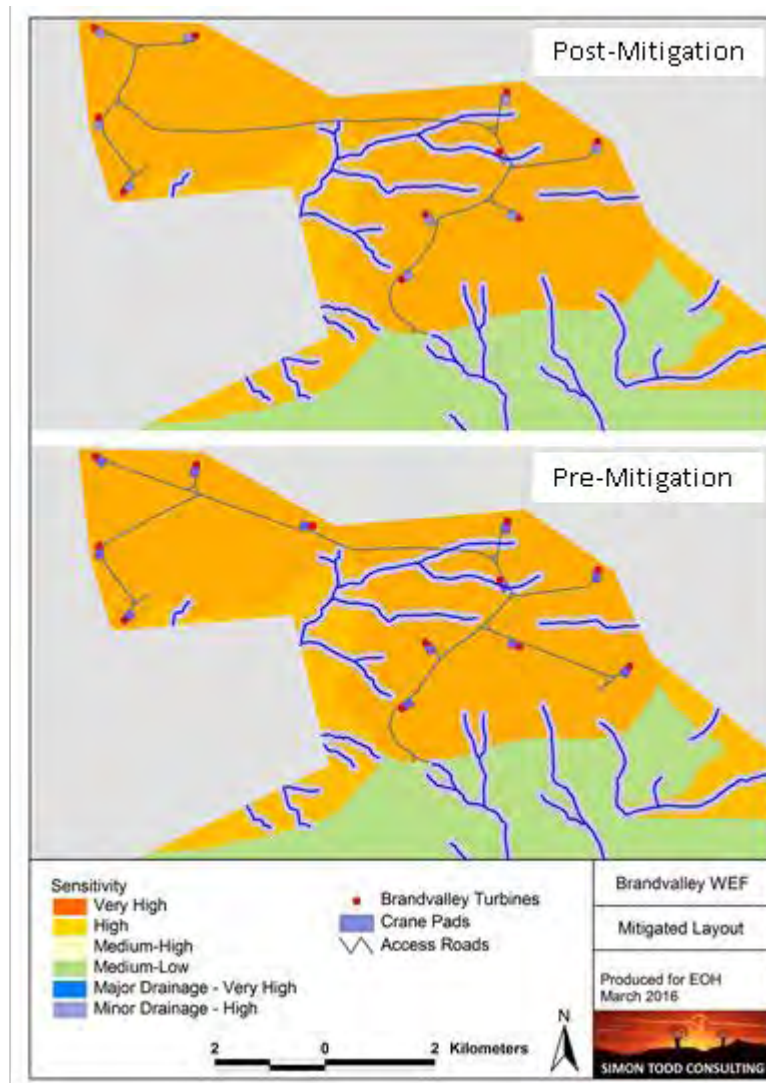 Post-Mitigation
Pre-Mitigation
Sensitivity
Very High
High
Medium-High
Medium-Low
Major Drainage - Very High
Minor Drainage - High
Brandvalley Turbines
Crane Pads
Access Roads
2 0 2 Kilometers
N
Brandvalley WEF
Mitigated Layout
Produced for EOH
March 2016
SIMON TODD CONSULTING